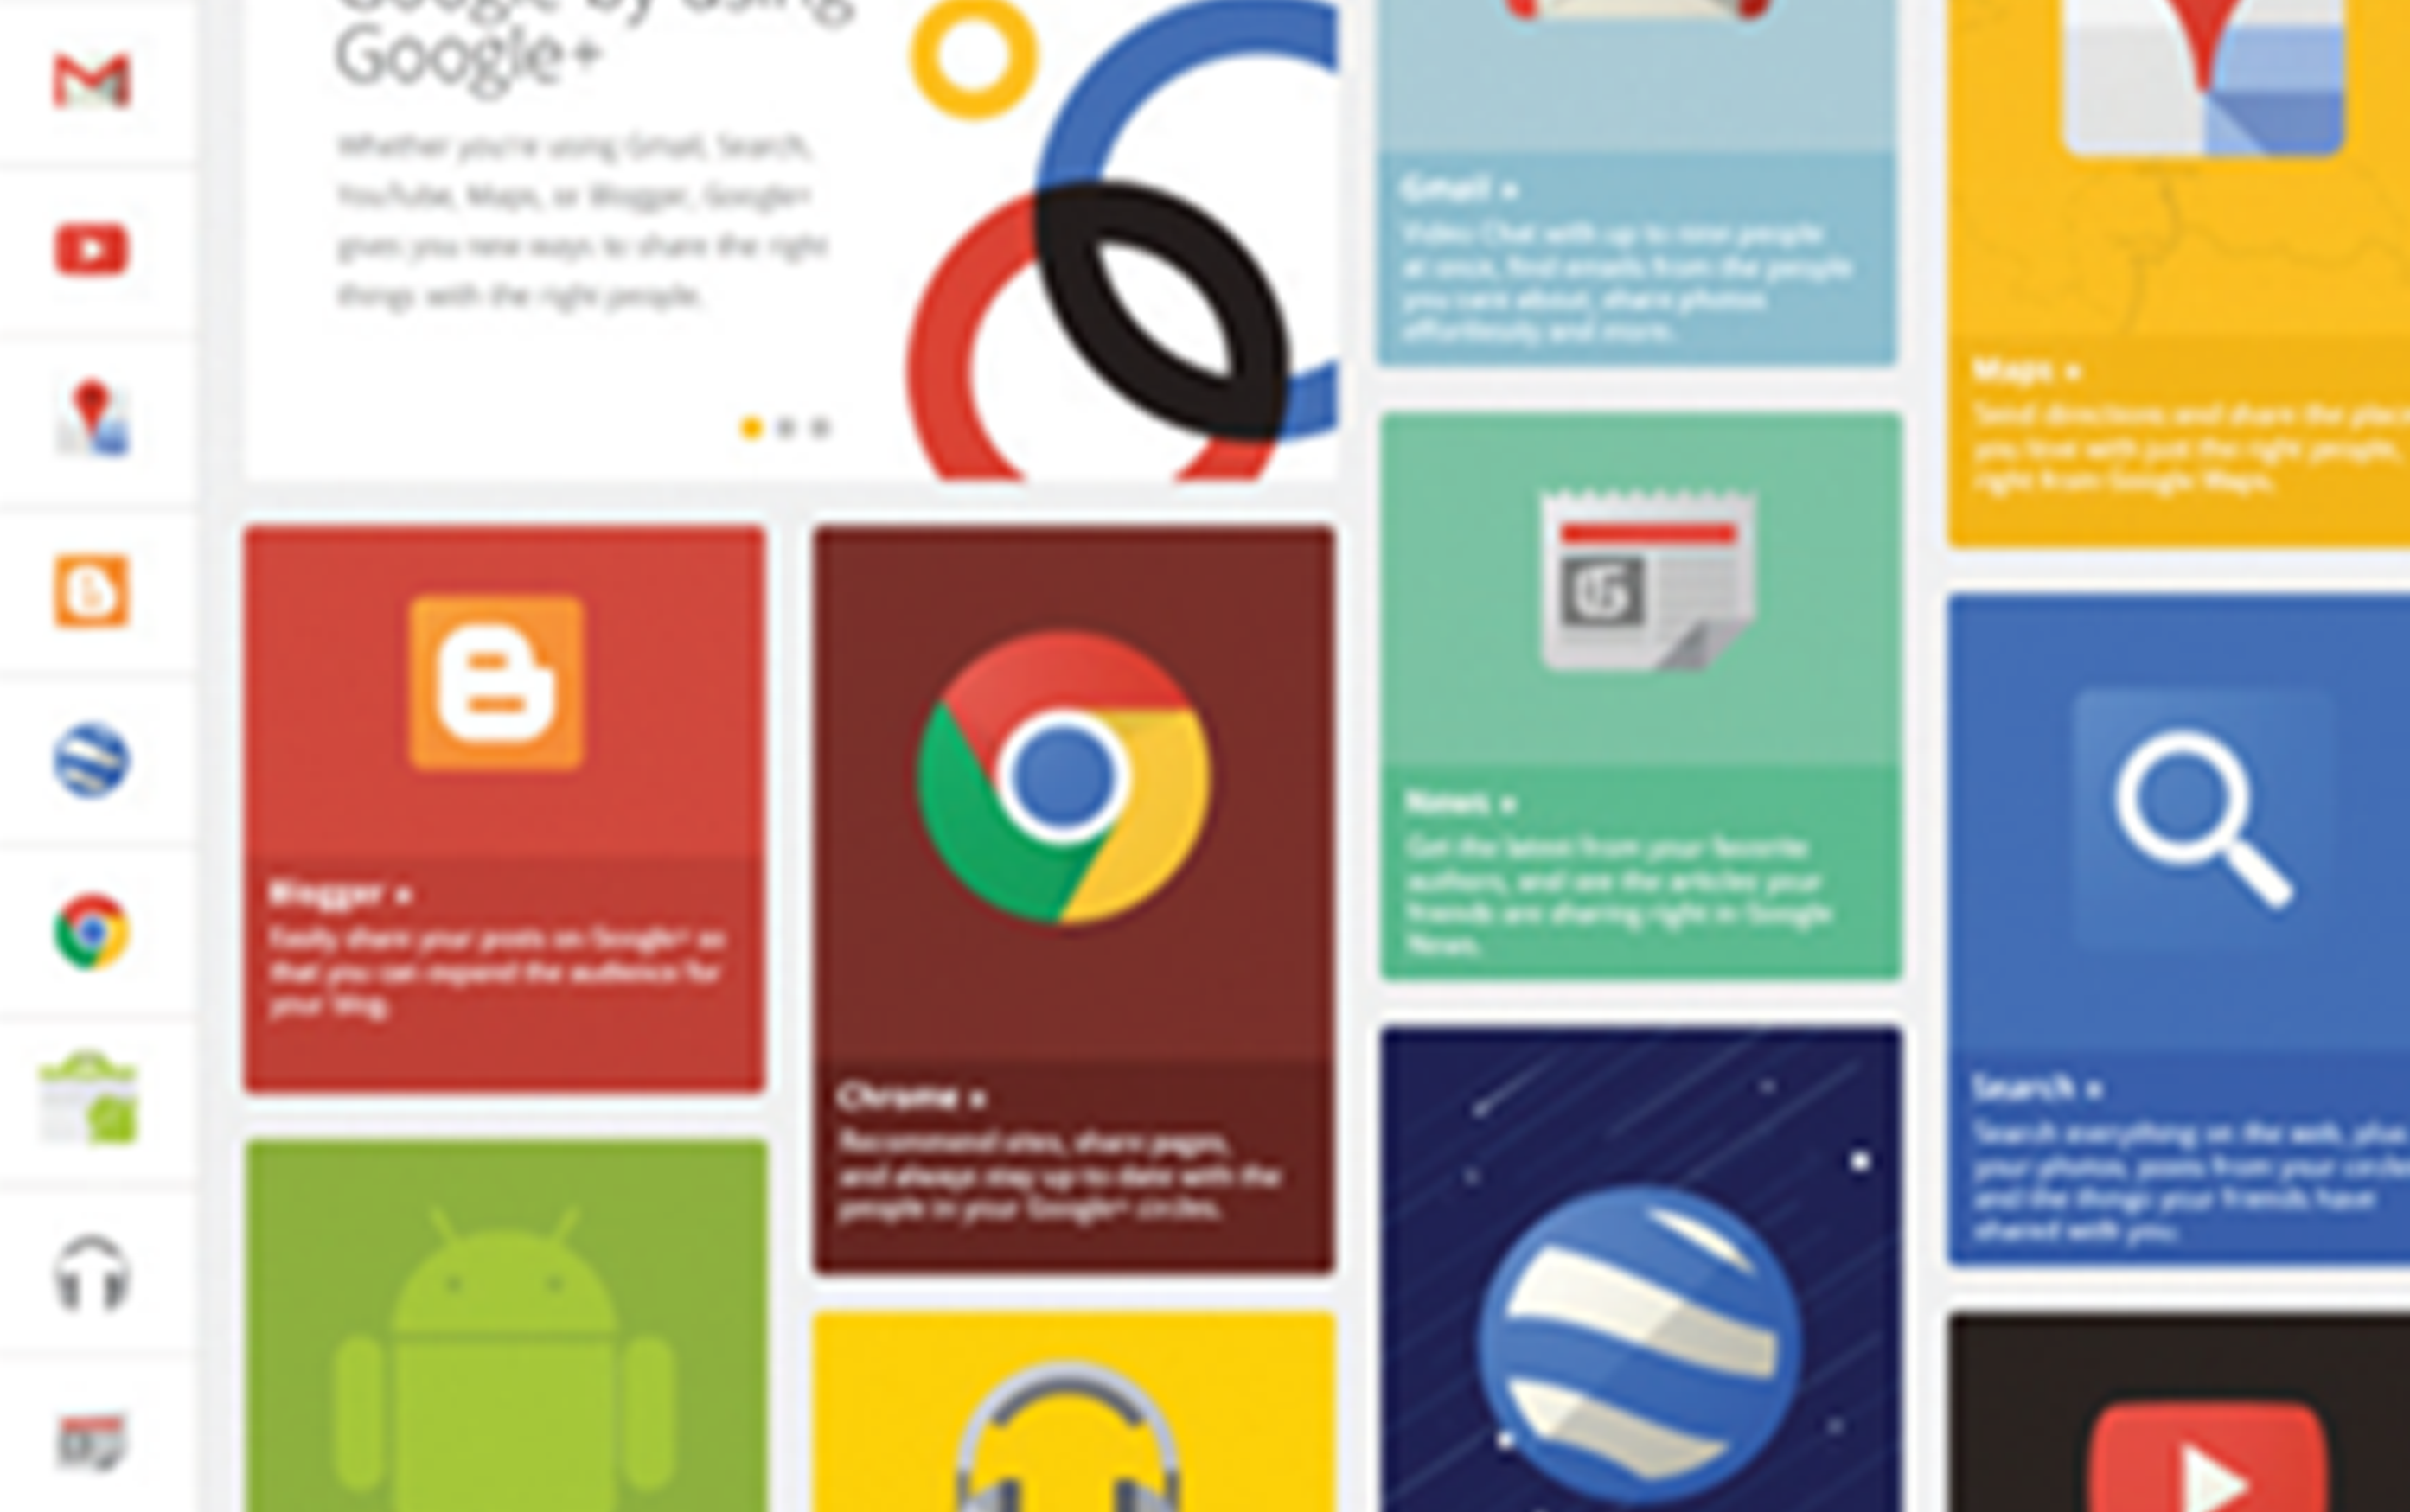 Google by using
Google+
Whether you're using Gmail, Search,
YouTube, Maps, or Blogger, Google+
gives you new ways to share the right
things with the right people.
Gmail
Video Chat with up to nine people
at once, find emails from the people
you care about, share photos
effortlessly and more.
Maps
Send directions and share the
you love with just the right people,
right from Google Maps.
Blogger
Easily share your posts on Google+ so
that you can expand the audience for
your blog.
Chrome
Recommend sites, share pages,
and always stay up-to-date with the
people in your Google+ circles.
News
Get the latest from your favorite
authors, and see the articles your
friends are sharing right in Google
News.
Search
Search everything on the web, plus
your photos, posts from your
and the things your friends have
shared with you.